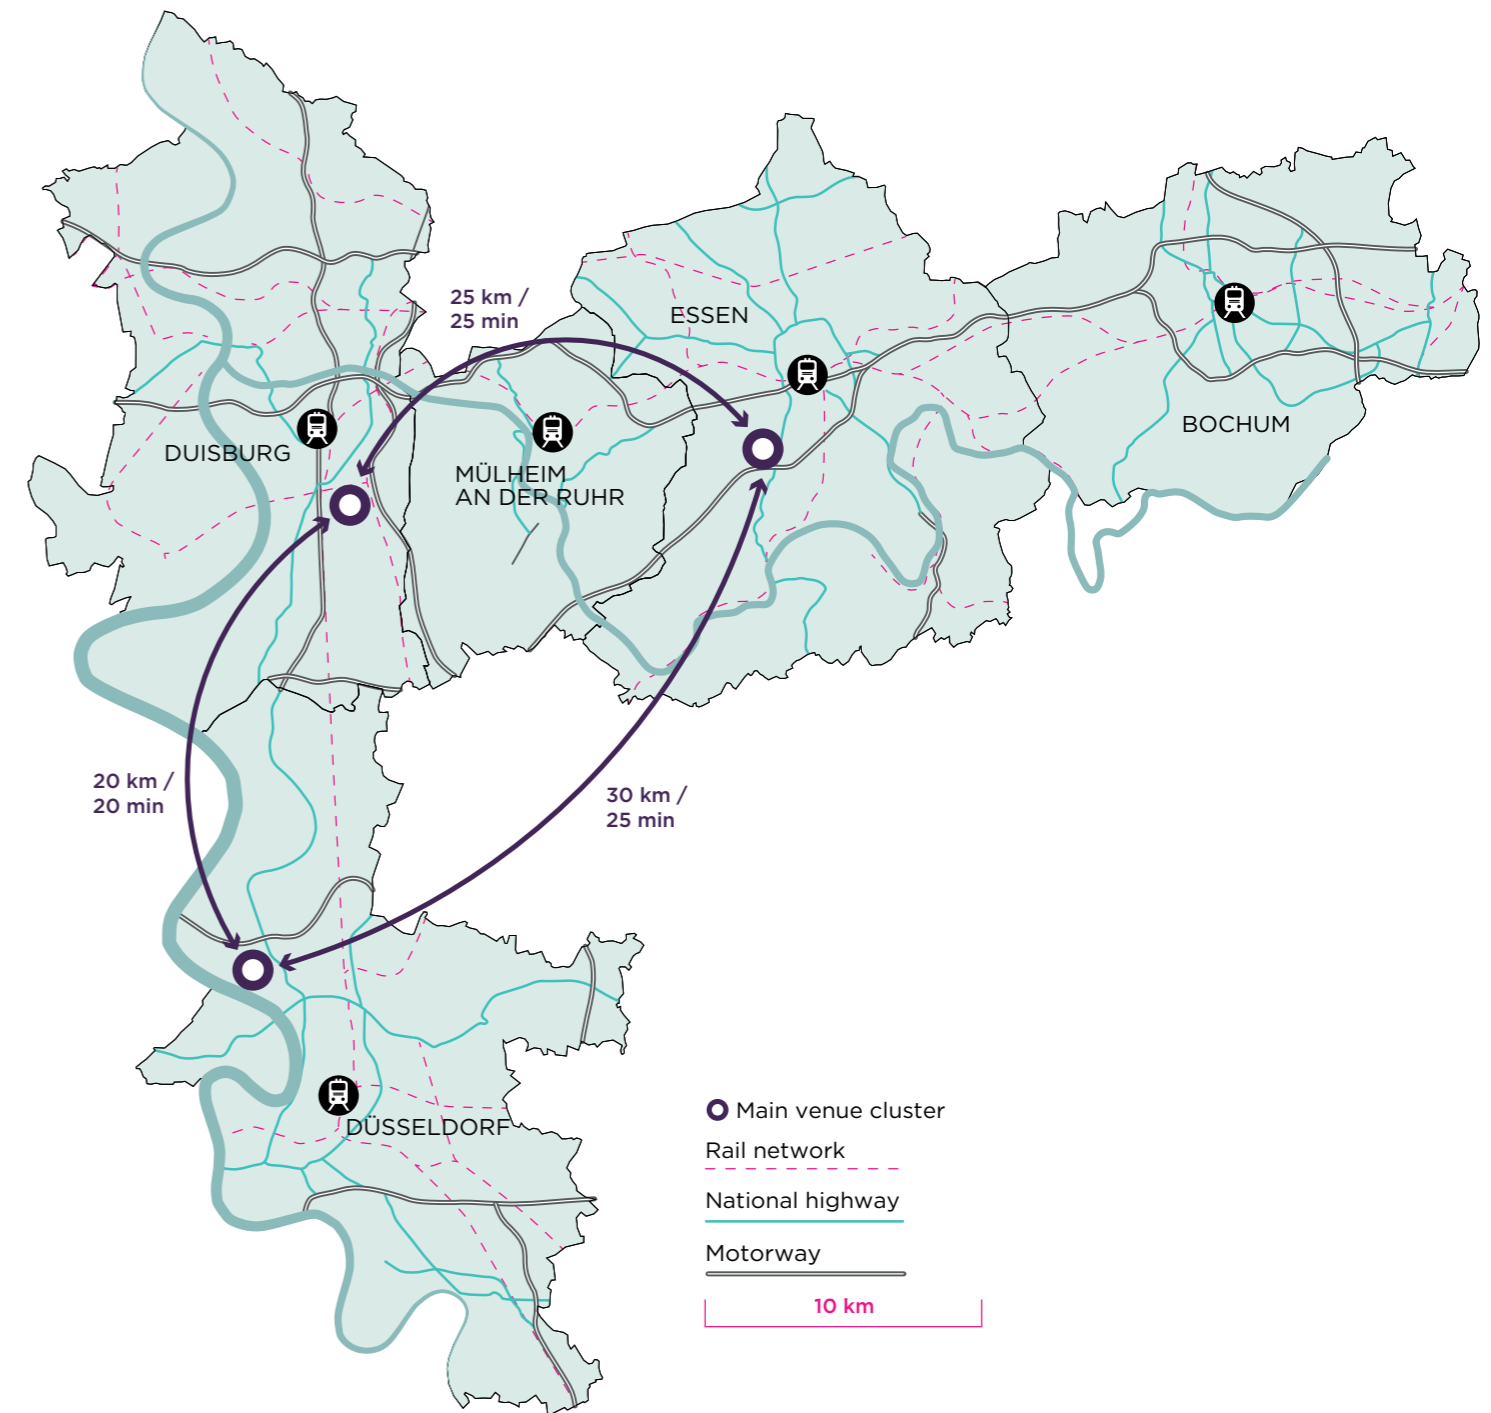 25 km /
25 min
ESSEN
DUISBURG
MÜLHEIM
AN DER RUHR
BOCHUM
20 km /
20 min
30 km /
25 min
DÜSSELDORF
Main venue cluster
Rail network
National highway
Motorway
10 km